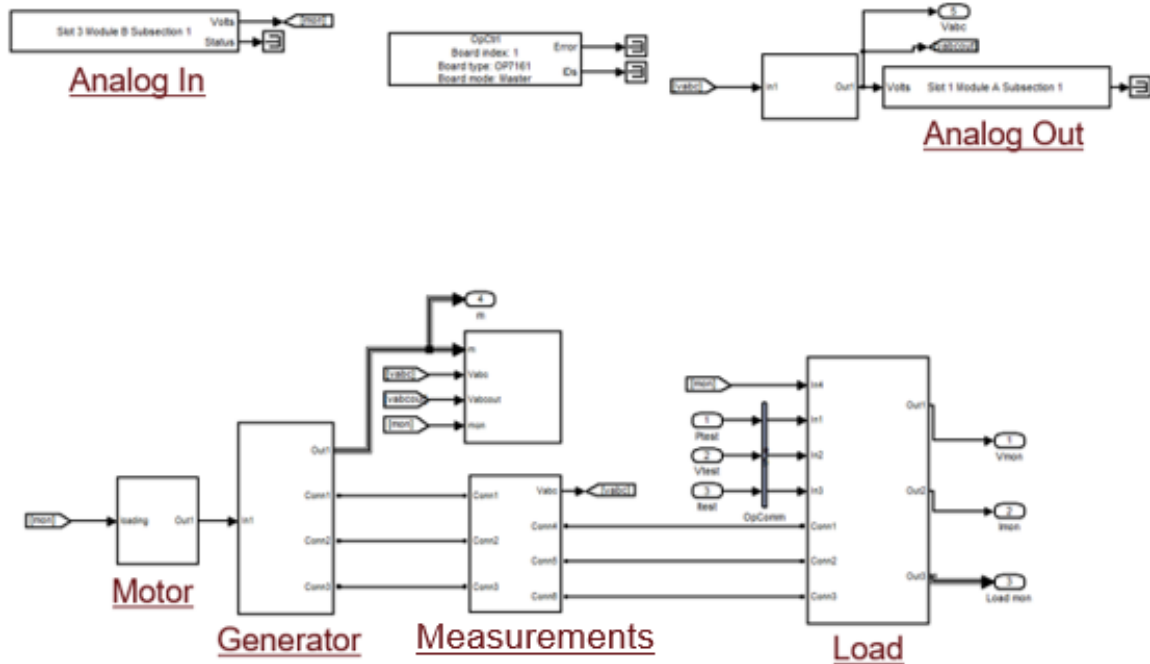 Slot 3 Module B Subsection 1
Volts
Status
[mon]
Analog In
OpCtrl
Board index: 1
Board type: OP7161
Board mode: Master
Error
IDs
[vabc]
In1
Out1
5
Vabc
vabcout
Volts
Slot 1 Module A Subsection 1
Analog Out
4
m
m
[vabc]
Vabc
vabcout
Vabcout
[mon]
mon
[mon]
loading
Out1
Motor
In1
Out1
Conn1
Conn2
Conn3
Generator
Conn1
Conn2
Conn3
Vabc
Conn4
Conn5
Conn6
[vabc]
Measurements
[mon]
1
Ptest
2
Vtest
3
Itest
OpComm
In4
In1
In2
In3
Conn1
Conn2
Conn3
Out1
Out2
Out3
Load
1
Vmon
2
Imon
3
Load mon